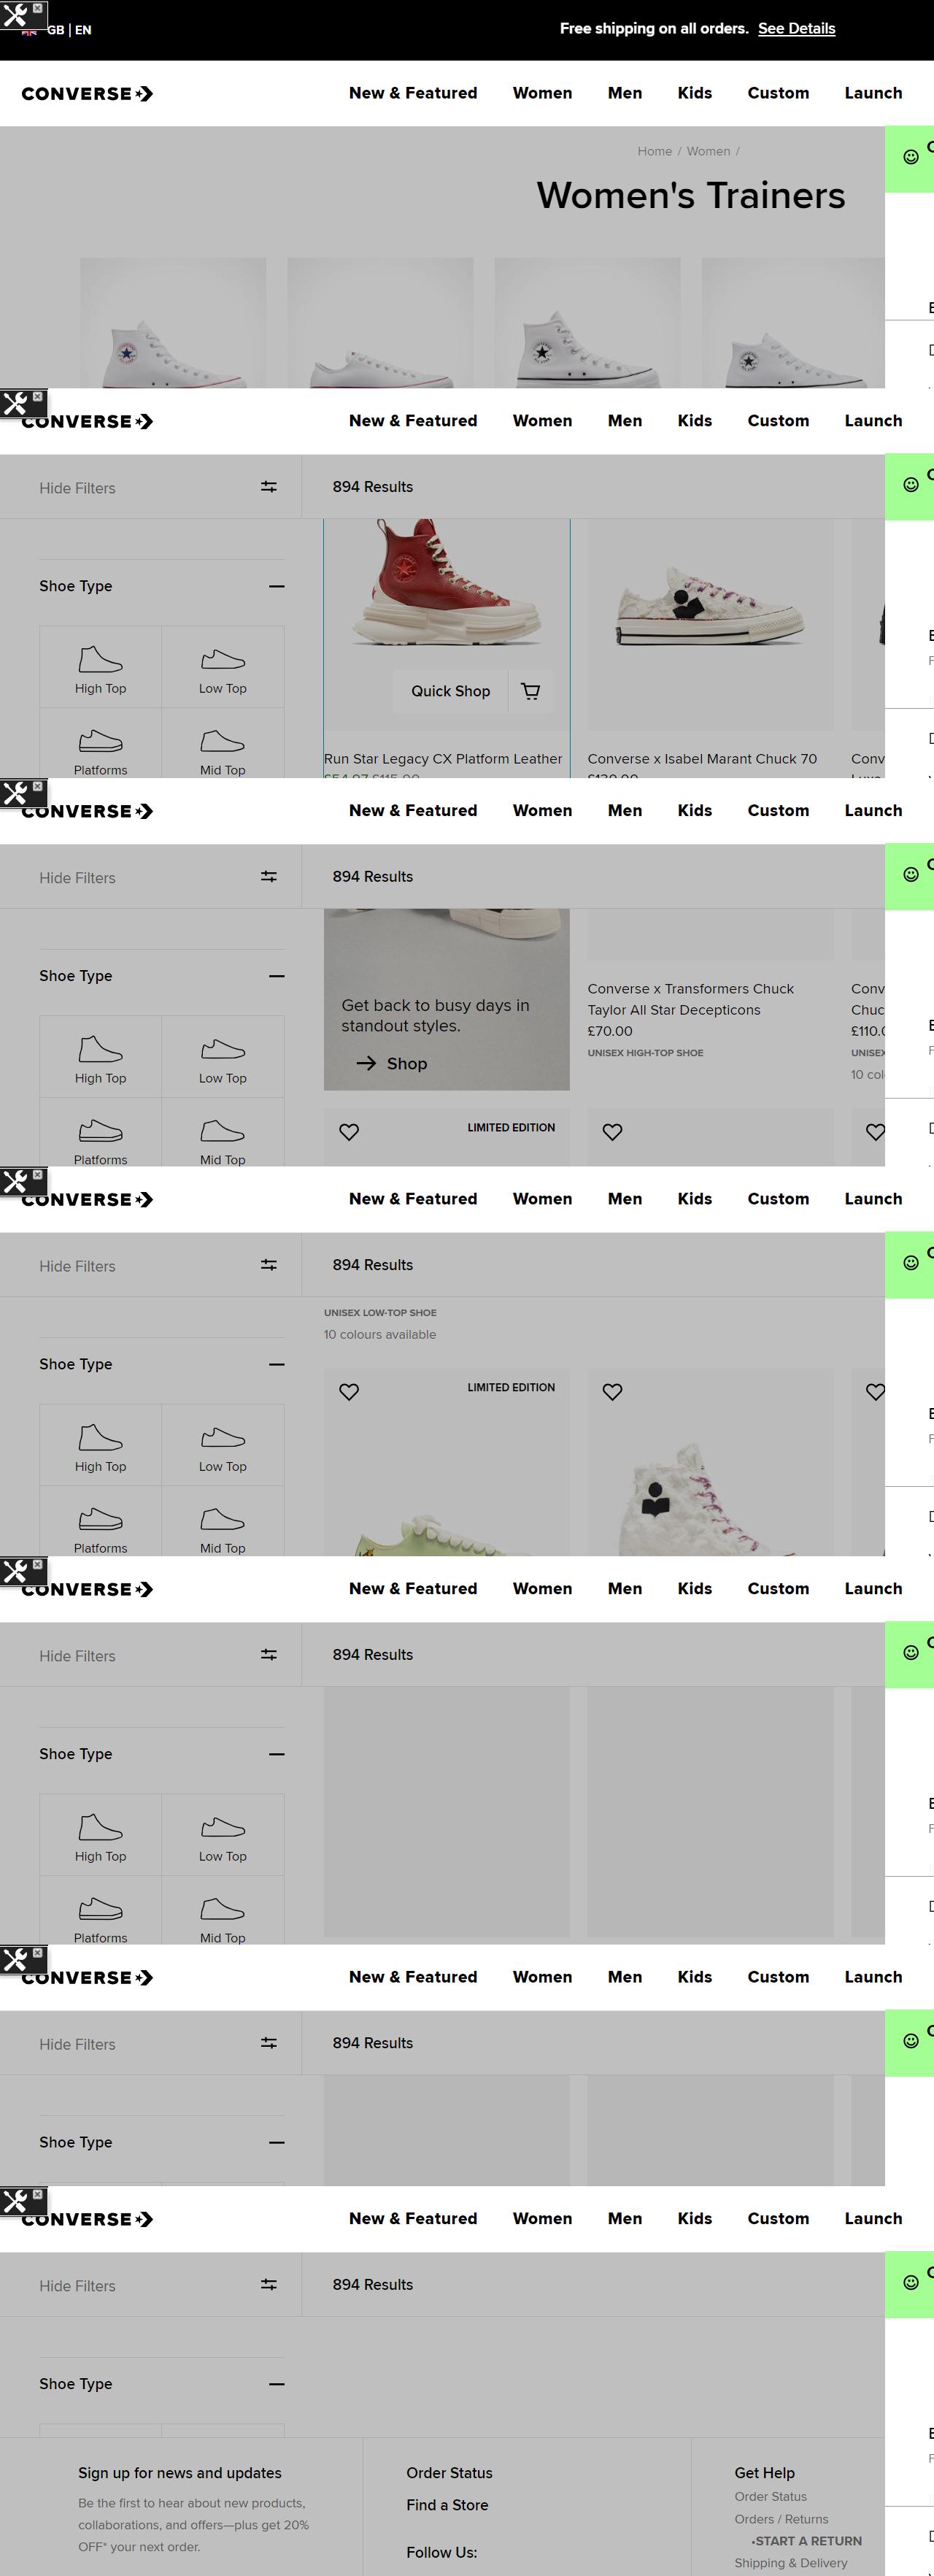 GB | EN
Free shipping on all orders. See Details
CONVERSE
New & Featured Women Men Kids Custom Launch
Home / Women /
Women's Trainers
CONVERSE
New & Featured Women Men Kids Custom Launch
Hide Filters
894 Results
Shoe Type
High Top
Low Top
Platforms
Mid Top
Quick Shop
Run Star Legacy CX Platform Leather
Converse x Isabel Marant Chuck 70
CONVERSE
New & Featured Women Men Kids Custom Launch
Hide Filters
894 Results
Shoe Type
High Top
Low Top
Platforms
Mid Top
Get back to busy days in
standout styles.
Shop
Converse x Transformers Chuck
Taylor All Star Decepticons
£70.00
UNISEX HIGH-TOP SHOE
LIMITED EDITION
CONVERSE
New & Featured Women Men Kids Custom Launch
Hide Filters
894 Results
Shoe Type
High Top
Low Top
Platforms
Mid Top
UNISEX LOW-TOP SHOE
10 colours available
LIMITED EDITION
CONVERSE
New & Featured Women Men Kids Custom Launch
Hide Filters
894 Results
Shoe Type
High Top
Low Top
Platforms
Mid Top
CONVERSE
New & Featured Women Men Kids Custom Launch
Hide Filters
894 Results
Shoe Type
CONVERSE
New & Featured Women Men Kids Custom Launch
Hide Filters
894 Results
Shoe Type
Sign up for news and updates
Be the first to hear about new products,
collaborations, and offers—plus get 20%
OFF* your next order.
Order Status
Find a Store
Follow Us:
Get Help
Order Status
Orders / Returns
•START A RETURN
Shipping & Delivery